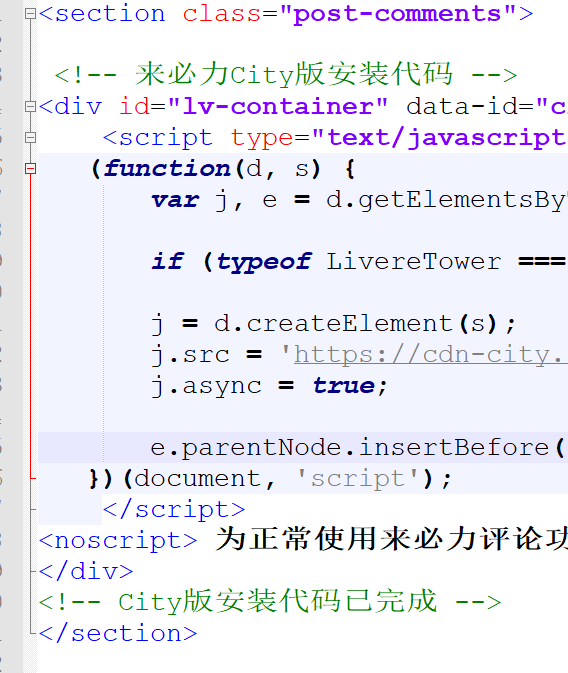 <section class="post-comments">
<!-- 来必力City版安装代码 -->
<div id="lv-container" data-id="c
<script type="text/javascript
(function(d, s) {
var j, e = d.getElementsBy
if (typeof LivereTower ===
j = d.createElement(s);
j.src = 'https://cdn-city.
j.async = true;
e.parentNode.insertBefore(
})(document, 'script');
</script>
<noscript> 为正常使用来必力评论功
</div>
<!-- City版安装代码已完成 -->
</section>